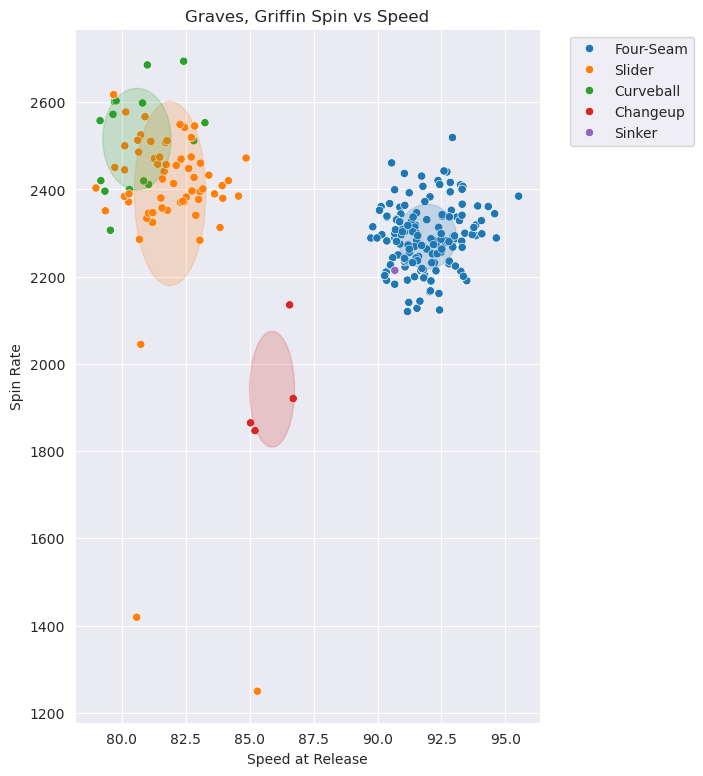 Graves, Griffin Spin vs Speed
Four-Seam
Slider
Curveball
Changeup
Sinker
2600
2400
2200
2000
1800
1600
1400
1200
Spin Rate
80.0 82.5 85.0 87.5 90.0 92.5 95.0
Speed at Release